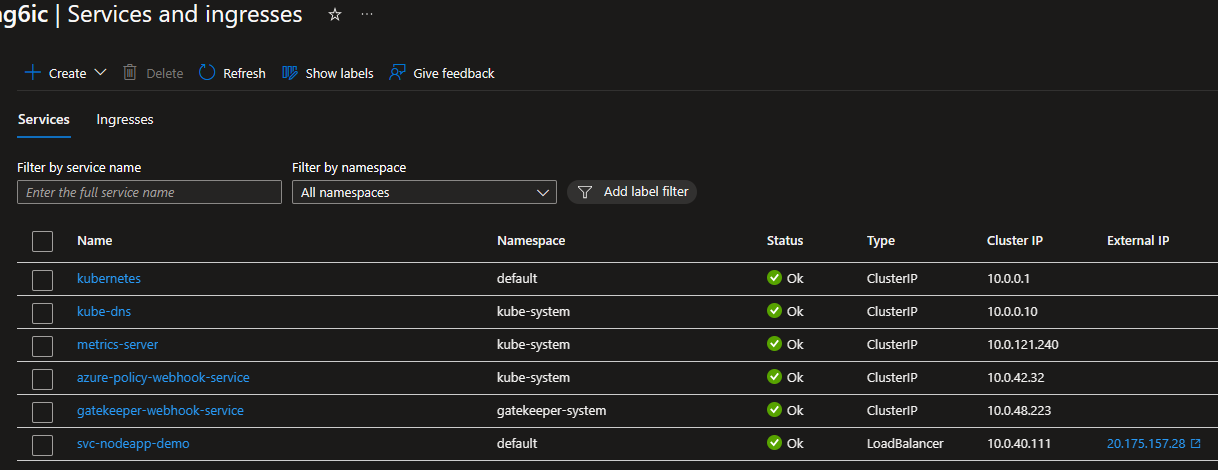 ng6ic | Services and ingresses
Create Delete Refresh Show labels Give feedback
Services Ingresses
Filter by service name Filter by namespace
Enter the full service name All namespaces Add label filter
Name Namespace Status Type Cluster IP External IP
kubernetes default Ok ClusterIP 10.0.0.1
kube-dns kube-system Ok ClusterIP 10.0.0.10
metrics-server kube-system Ok ClusterIP 10.0.121.240
azure-policy-webhook-service kube-system Ok ClusterIP 10.0.42.32
gatekeeper-webhook-service gatekeeper-system Ok ClusterIP 10.0.48.223
svc-nodeapp-demo default Ok LoadBalancer 10.0.40.111 20.175.157.28